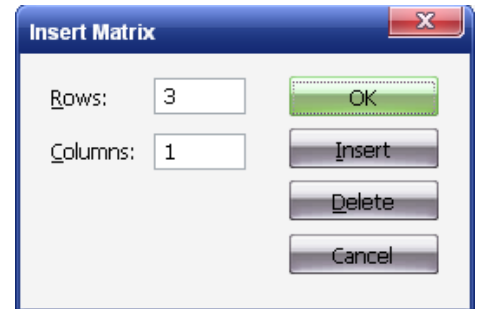 Insert Matrix
Rows: 3 OK
Columns: 1 Insert
Delete
Cancel